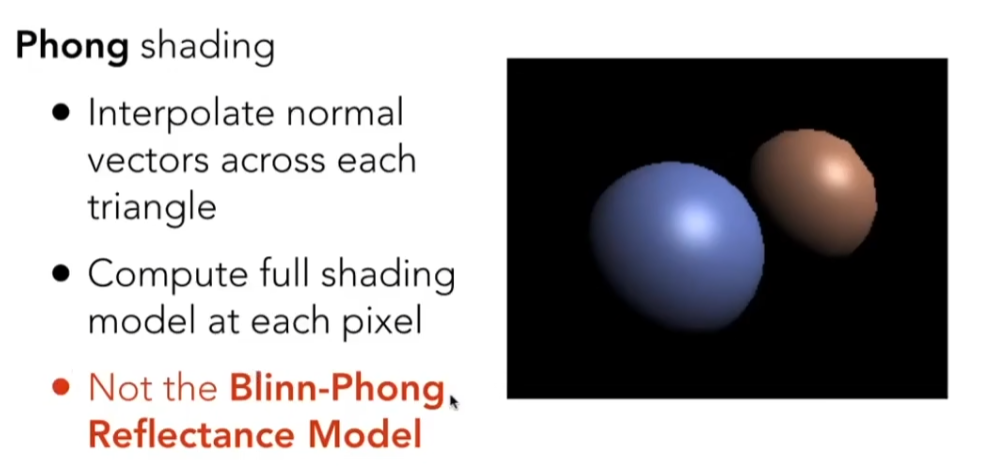 Phong shading
• Interpolate normal
vectors across each
triangle
• Compute full shading
model at each pixel
• Not the Blinn-Phong
Reflectance Model